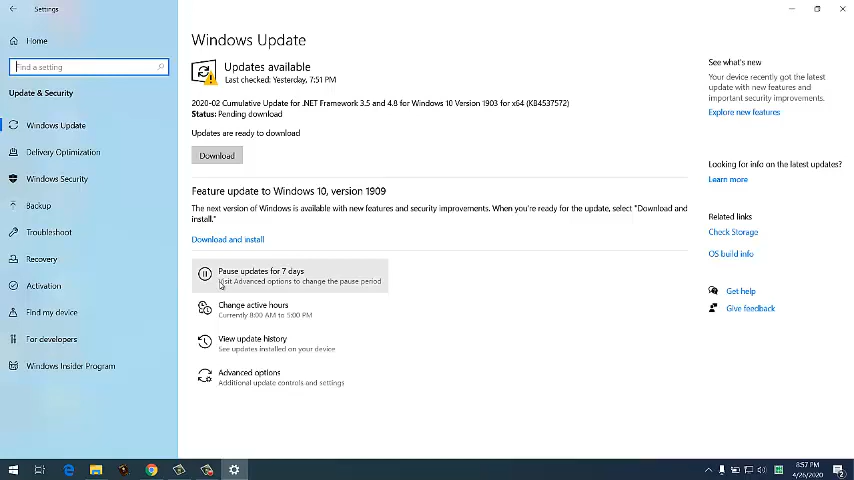 Settings
Home
Find a setting
Update & Security
Windows Update
Delivery Optimization
Windows Security
Backup
Troubleshoot
Recovery
Activation
Find my device
For developers
Windows Insider Program
Windows Update
Updates available
Last checked: Yesterday, 7:51 PM
2020-02 Cumulative Update for .NET Framework 3.5 and 4.8 for Windows 10 Version 1903 for x64 (KB4537572)
Status: Pending download
Updates are ready to download
Download
Feature update to Windows 10, version 1909
The next version of Windows is available with new features and security improvements. When you're ready for the update, select "Download and
install."
Download and install
Pause updates for 7 days
Visit Advanced options to change the pause period
Change active hours
Currently 8:00 AM to 5:00 PM
View update history
See updates installed on your device
Advanced options
Additional update controls and settings
See what's new
Your device recently got the latest
update with new features and
important security improvements.
Explore new features
Looking for info on the latest updates?
Learn more
Related links
Check Storage
OS build info
Get help
Give feedback
8:57 PM
4/26/2020
2